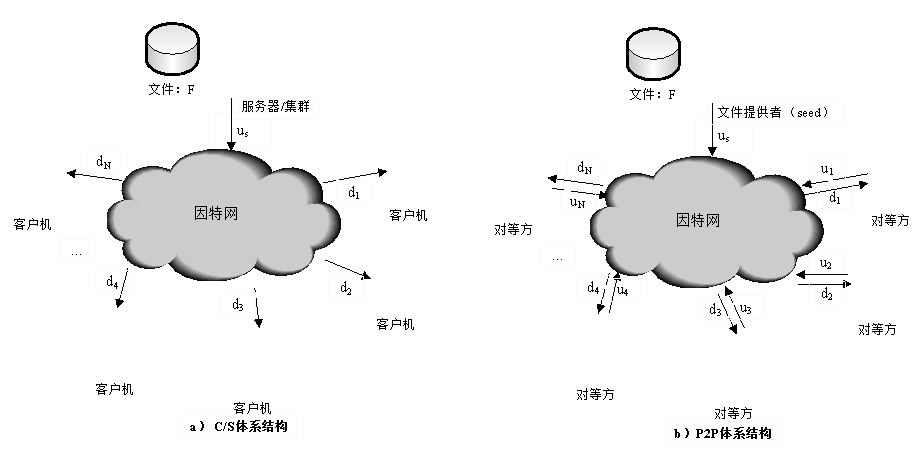 文件：F
服务器/集群
us
dN
d1
因特网
客户机
客户机
…
d4
d3
d2
客户机
客户机
客户机
a）C/S体系结构
文件：F
文件提供者（seed）
us
dN
uN
u1
d1
因特网
对等方
对等方
…
u2
d2
d4
u4
d3
u3
对等方
对等方
对等方
b）P2P体系结构